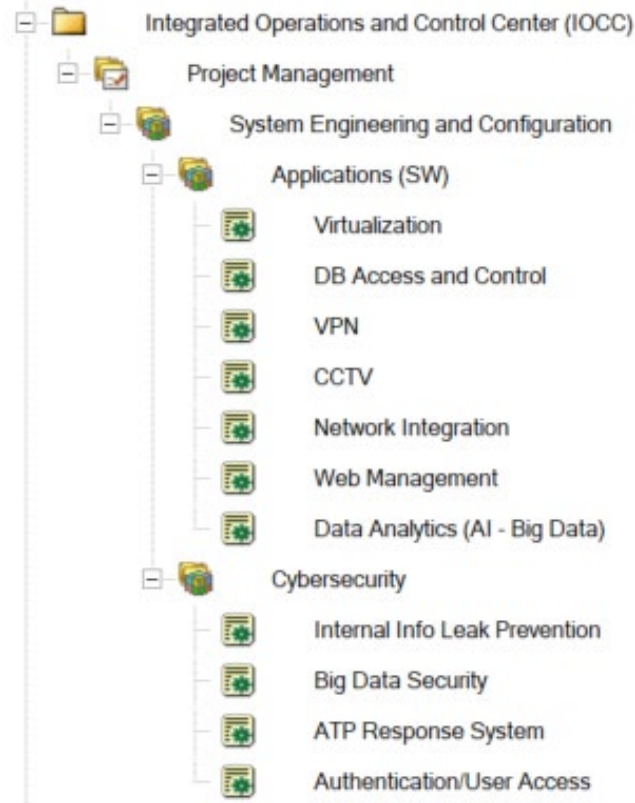 Integrated Operations and Control Center (IOCC)
Project Management
System Engineering and Configuration
Applications (SW)
Virtualization
DB Access and Control
VPN
CCTV
Network Integration
Web Management
Data Analytics (AI - Big Data)
Cybersecurity
Internal Info Leak Prevention
Big Data Security
ATP Response System
Authentication/User Access